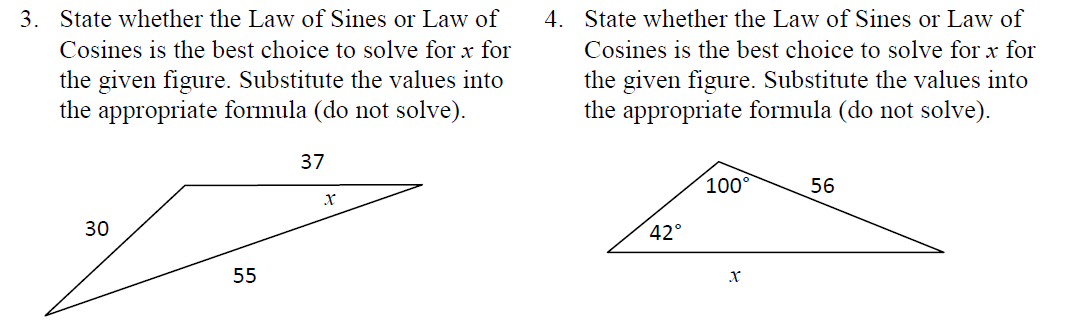 3. State whether the Law of Sines or Law of
Cosines is the best choice to solve for x for
the given figure. Substitute the values into
the appropriate formula (do not solve).
37
x
30
55
4. State whether the Law of Sines or Law of
Cosines is the best choice to solve for x for
the given figure. Substitute the values into
the appropriate formula (do not solve).
100°
56
42°
x